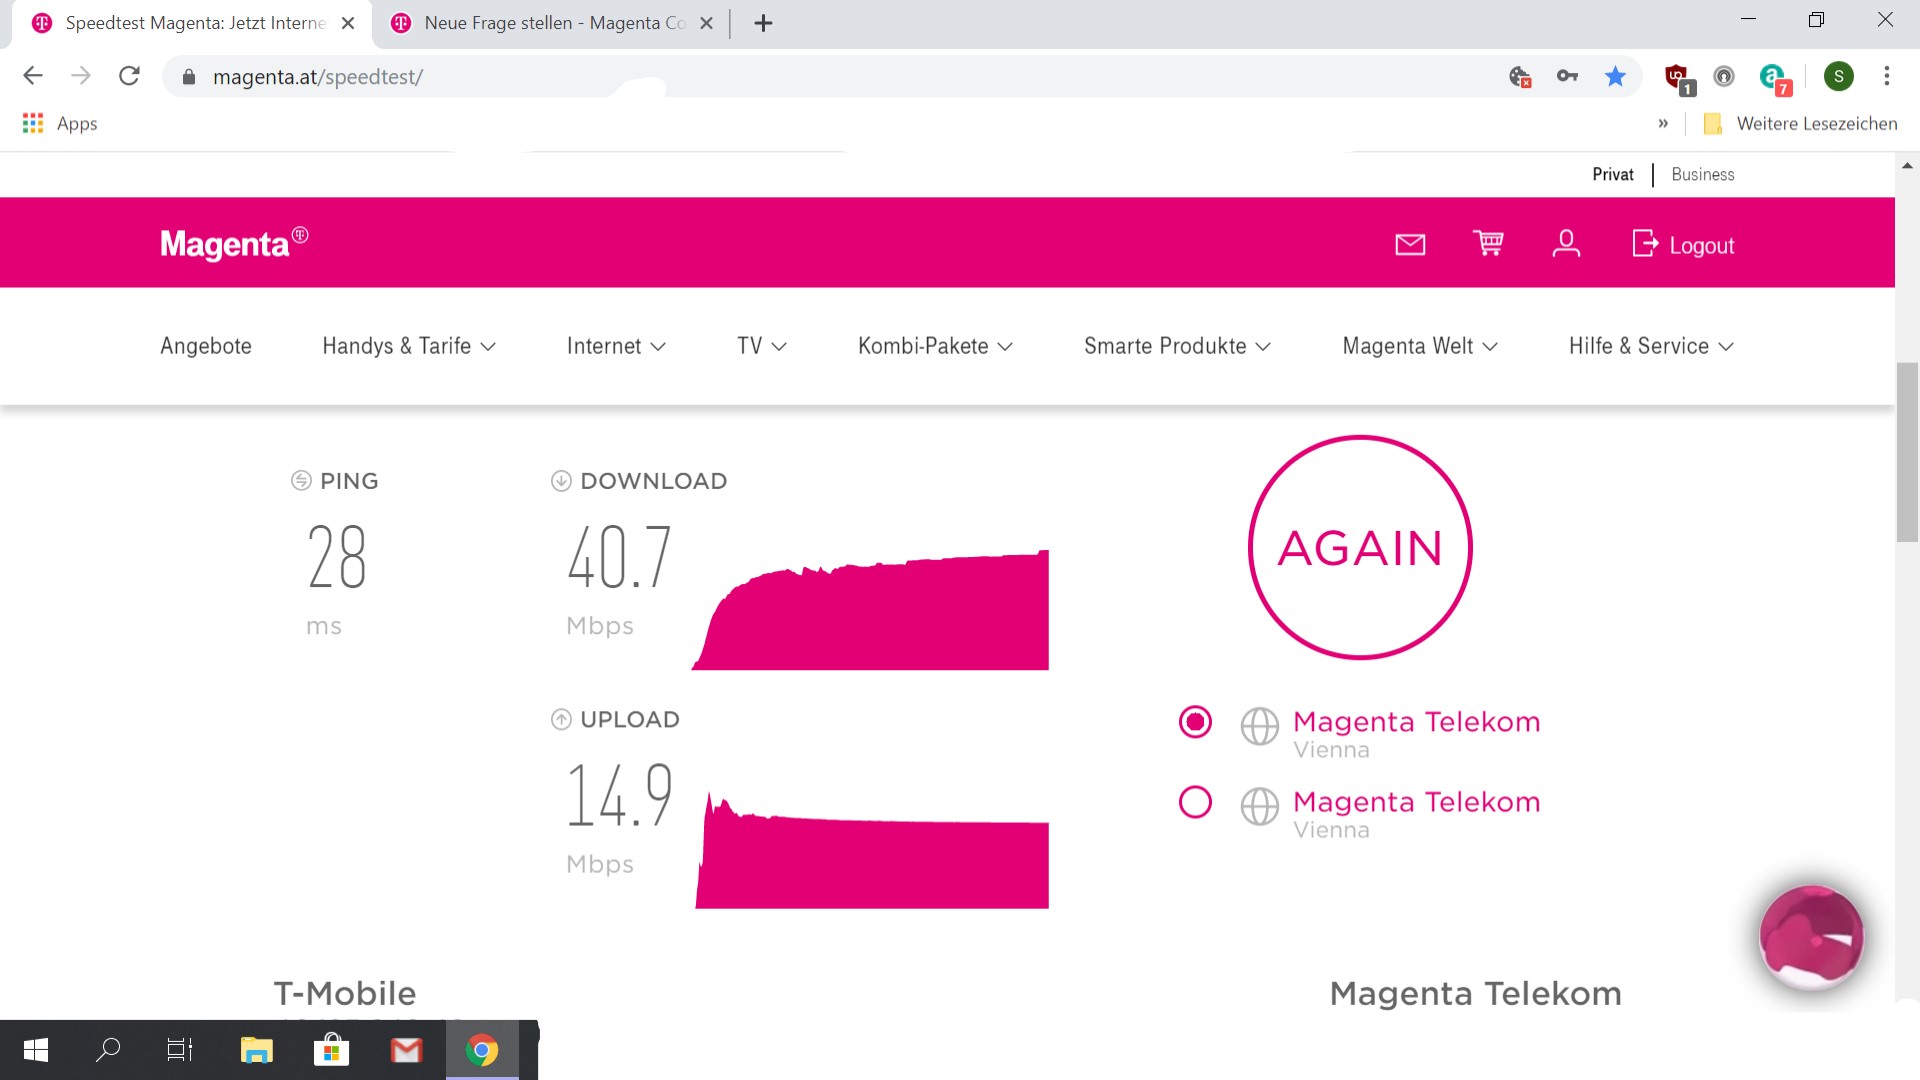 Speedtest Magenta: Jetzt Interne
Neue Frage stellen - Magenta Co
magenta.at/speedtest/
1
7
S
Apps
»
Weitere Lesezeichen
Privat | Business
Magenta
Logout
Angebote
Handys & Tarife
Internet
TV
Kombi-Pakete
Smarte Produkte
Magenta Welt
Hilfe & Service
PING
28
ms
DOWNLOAD
40.7
Mbps
UPLOAD
14.9
Mbps
AGAIN
Magenta Telekom
Vienna
Magenta Telekom
Vienna
T-Mobile
Magenta Telekom